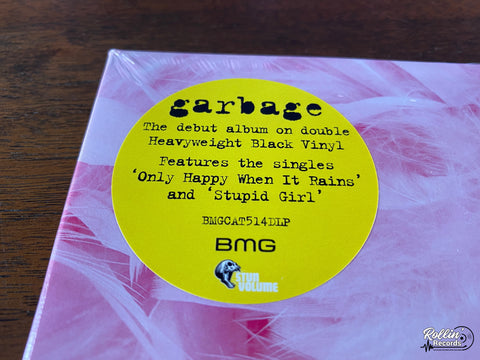 garbage
The debut album on double
Heavyweight Black Vinyl
Features the singles
‘Only Happy When It Rains’
and ‘Stupid Girl’
BMGCAT514DLP
BMG
STUN
VOLUME
Rollin'
Records